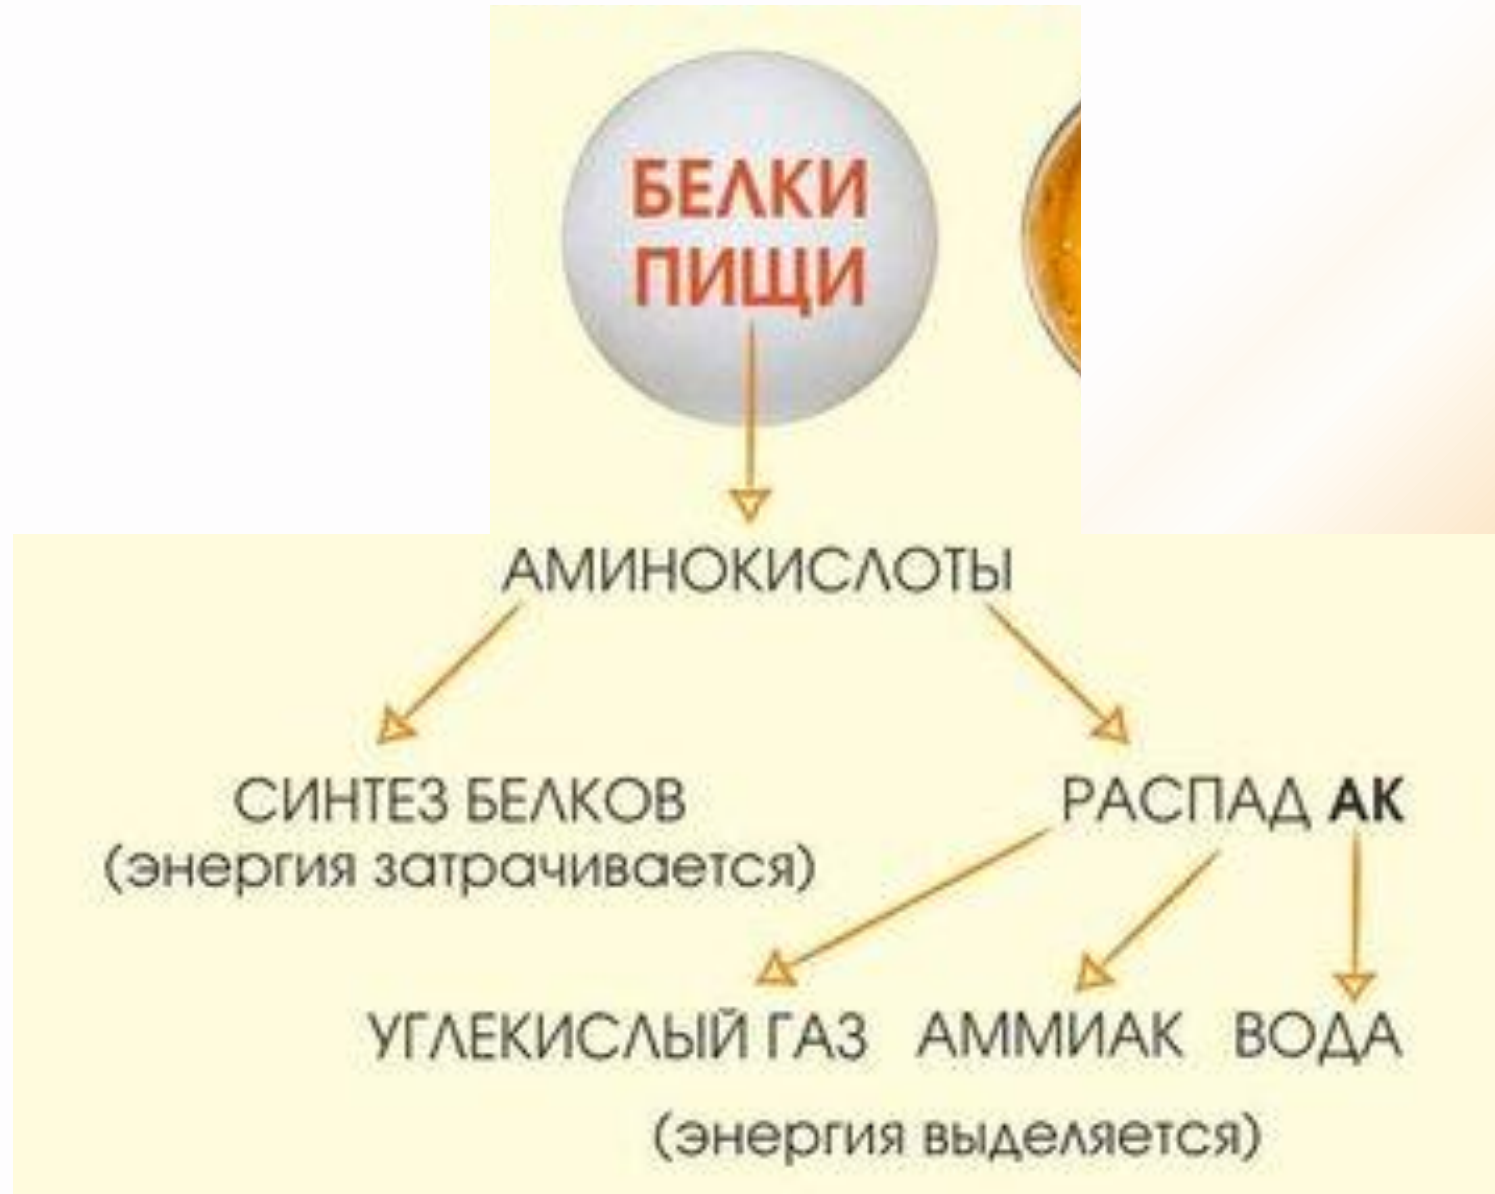 БЕЛКИ
ПИЩИ
АМИНОКИСЛОТЫ
СИНТЕЗ БЕЛКОВ
(энергия затрачивается)
РАСПАД АК
УГЛЕКИСЛЫЙ ГАЗ АММИАК ВОДА
(энергия выделяется)